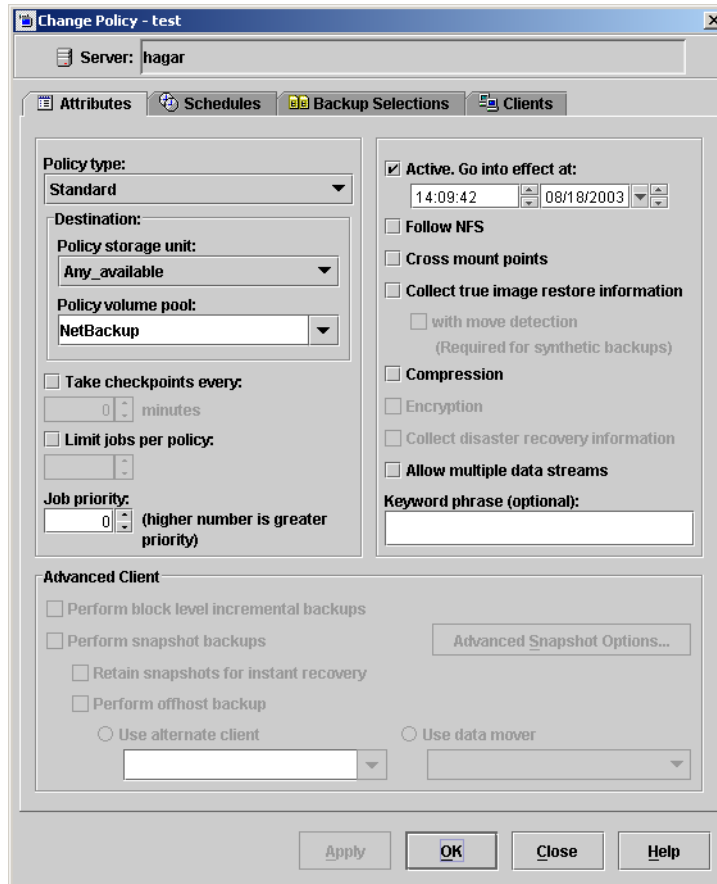 Change Policy - test
Server: hagar
Attributes
Schedules
Backup Selections
Clients
Policy type:
Standard
Destination:
Policy storage unit:
Any_available
Policy volume pool:
NetBackup
Take checkpoints every:
0 minutes
Limit jobs per policy:
Job priority:
0 (higher number is greater
priority)
Active. Go into effect at:
14:09:42 08/18/2003
Follow NFS
Cross mount points
Collect true image restore information
with move detection
(Required for synthetic backups)
Compression
Encryption
Collect disaster recovery information
Allow multiple data streams
Keyword phrase (optional):
Advanced Client
Perform block level incremental backups
Perform snapshot backups
Advanced Snapshot Options...
Retain snapshots for instant recovery
Perform offhost backup
Use alternate client
Use data mover
Apply
OK
Close
Help